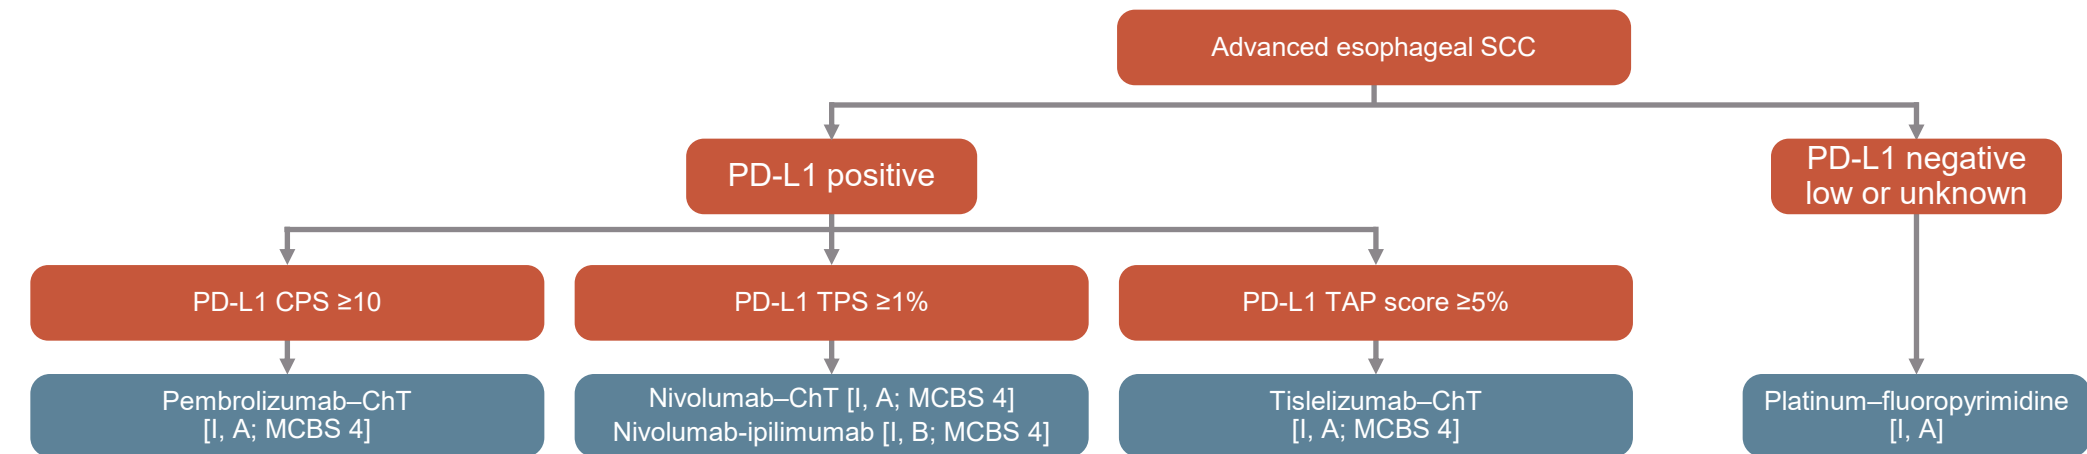 Advanced esophageal SCC
PD-L1 positive
PD-L1 negative
low or unknown
PD-L1 CPS ≥10
PD-L1 TPS ≥1%
PD-L1 TAP score ≥5%
Pembrolizumab–ChT
[I, A; MCBS 4]
Nivolumab–ChT [I, A; MCBS 4]
Nivolumab-ipilimumab [I, B; MCBS 4]
Tislelizumab–ChT
[I, A; MCBS 4]
Platinum–fluoropyrimidine
[I, A]